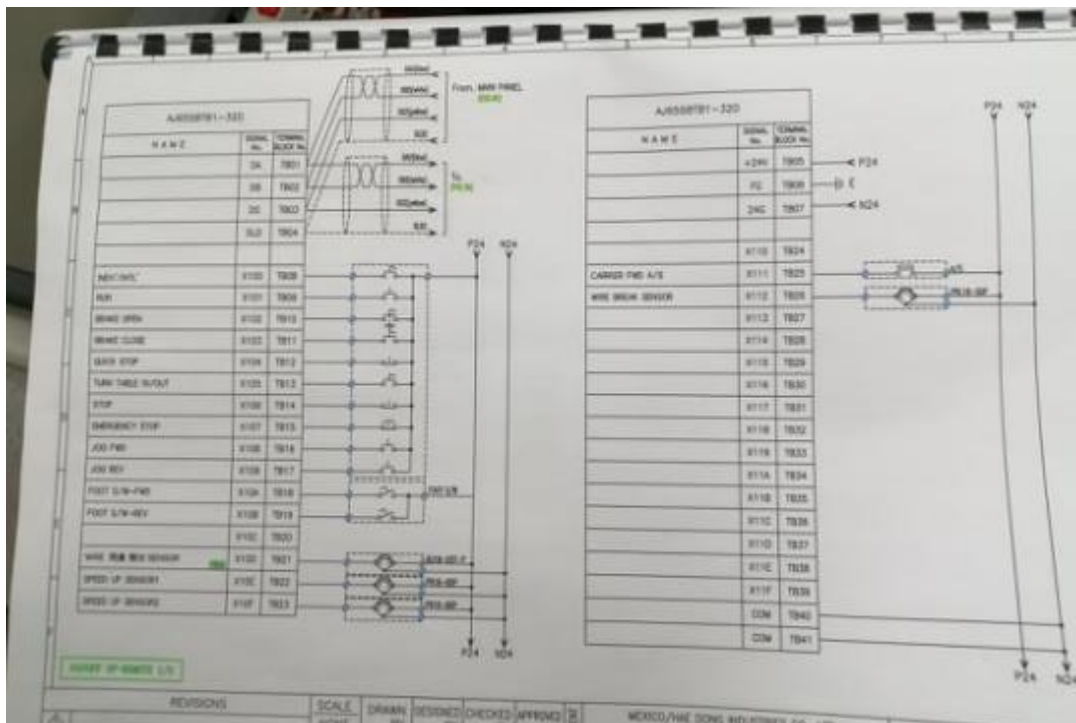 AJ65SBTB1-32D
NAME SIGNAL No. TERMINAL BLOCK No.
DA TB01
DB TB02
DG TB03
SLD TB04
X100 TB08
RUN X101 TB09
BRAKE OPEN X102 TB10
BRAKE CLOSE X103 TB11
QUICK STOP X104 TB12
TURN TABLE IN/OUT X105 TB13
STOP X106 TB14
EMERGENCY STOP X107 TB15
JOG FWD X108 TB16
JOG REV X109 TB17
FOOT S/W-FWD X10A TB18
FOOT S/W-REV X10B TB19
X10C TB20
WIRE SENSOR X10D TB21
SPEED UP SENSOR1 X10E TB22
SPEED UP SENSOR2 X10F TB23
From. MAIN PANEL
To.
P24 N24
P24 N24
AJ65SBTB1-32D
NAME SIGNAL No. TERMINAL BLOCK No.
+24V TB05 P24
FG TB06 E
24G TB07 N24
X110 TB24
CARRIER FWD A/S X111 TB25 A/S
WIRE BREAK SENSOR X112 TB26
X113 TB27
X114 TB28
X115 TB29
X116 TB30
X117 TB31
X118 TB32
X119 TB33
X11A TB34
X11B TB35
X11C TB36
X11D TB37
X11E TB38
X11F TB39
COM TB40
COM TB41
P24 N24
P24 N24
REVISIONS SCALE DRAWN DESIGNED CHECKED APPROVED